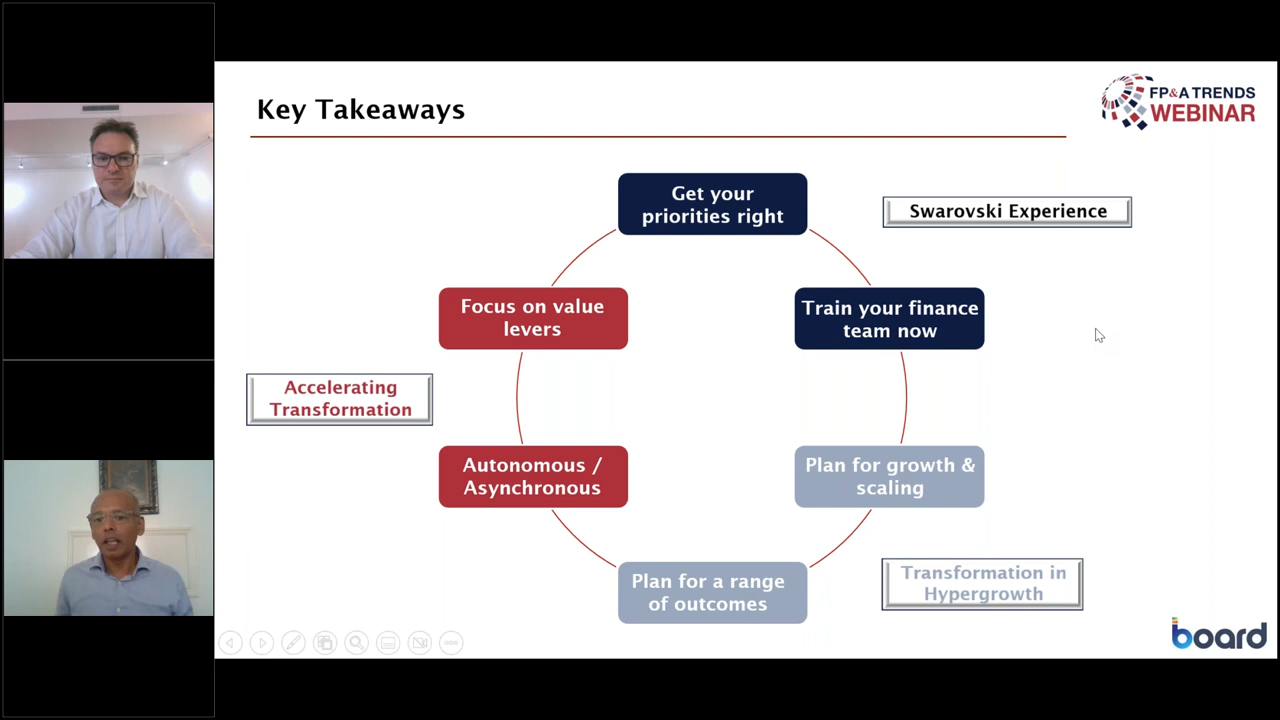 Key Takeaways
FP&A TRENDS
WEBINAR
Get your
priorities right
Swarovski Experience
Focus on value
levers
Train your finance
team now
Accelerating
Transformation
Autonomous /
Asynchronous
Plan for growth &
scaling
Plan for a range
of outcomes
Transformation in
Hypergrowth
board